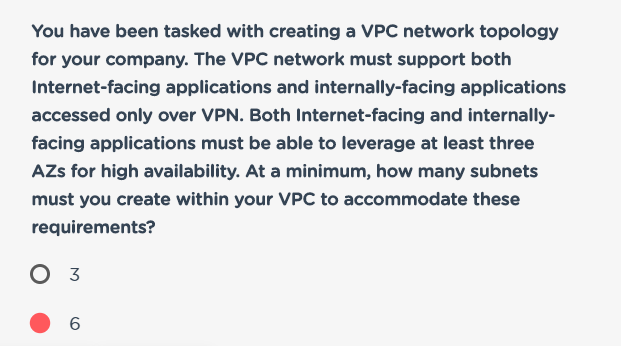 You have been tasked with creating a VPC network topology
for your company. The VPC network must support both
Internet-facing applications and internally-facing applications
accessed only over VPN. Both Internet-facing and internally-
facing applications must be able to leverage at least three
AZs for high availability. At a minimum, how many subnets
must you create within your VPC to accommodate these
requirements?
3
6